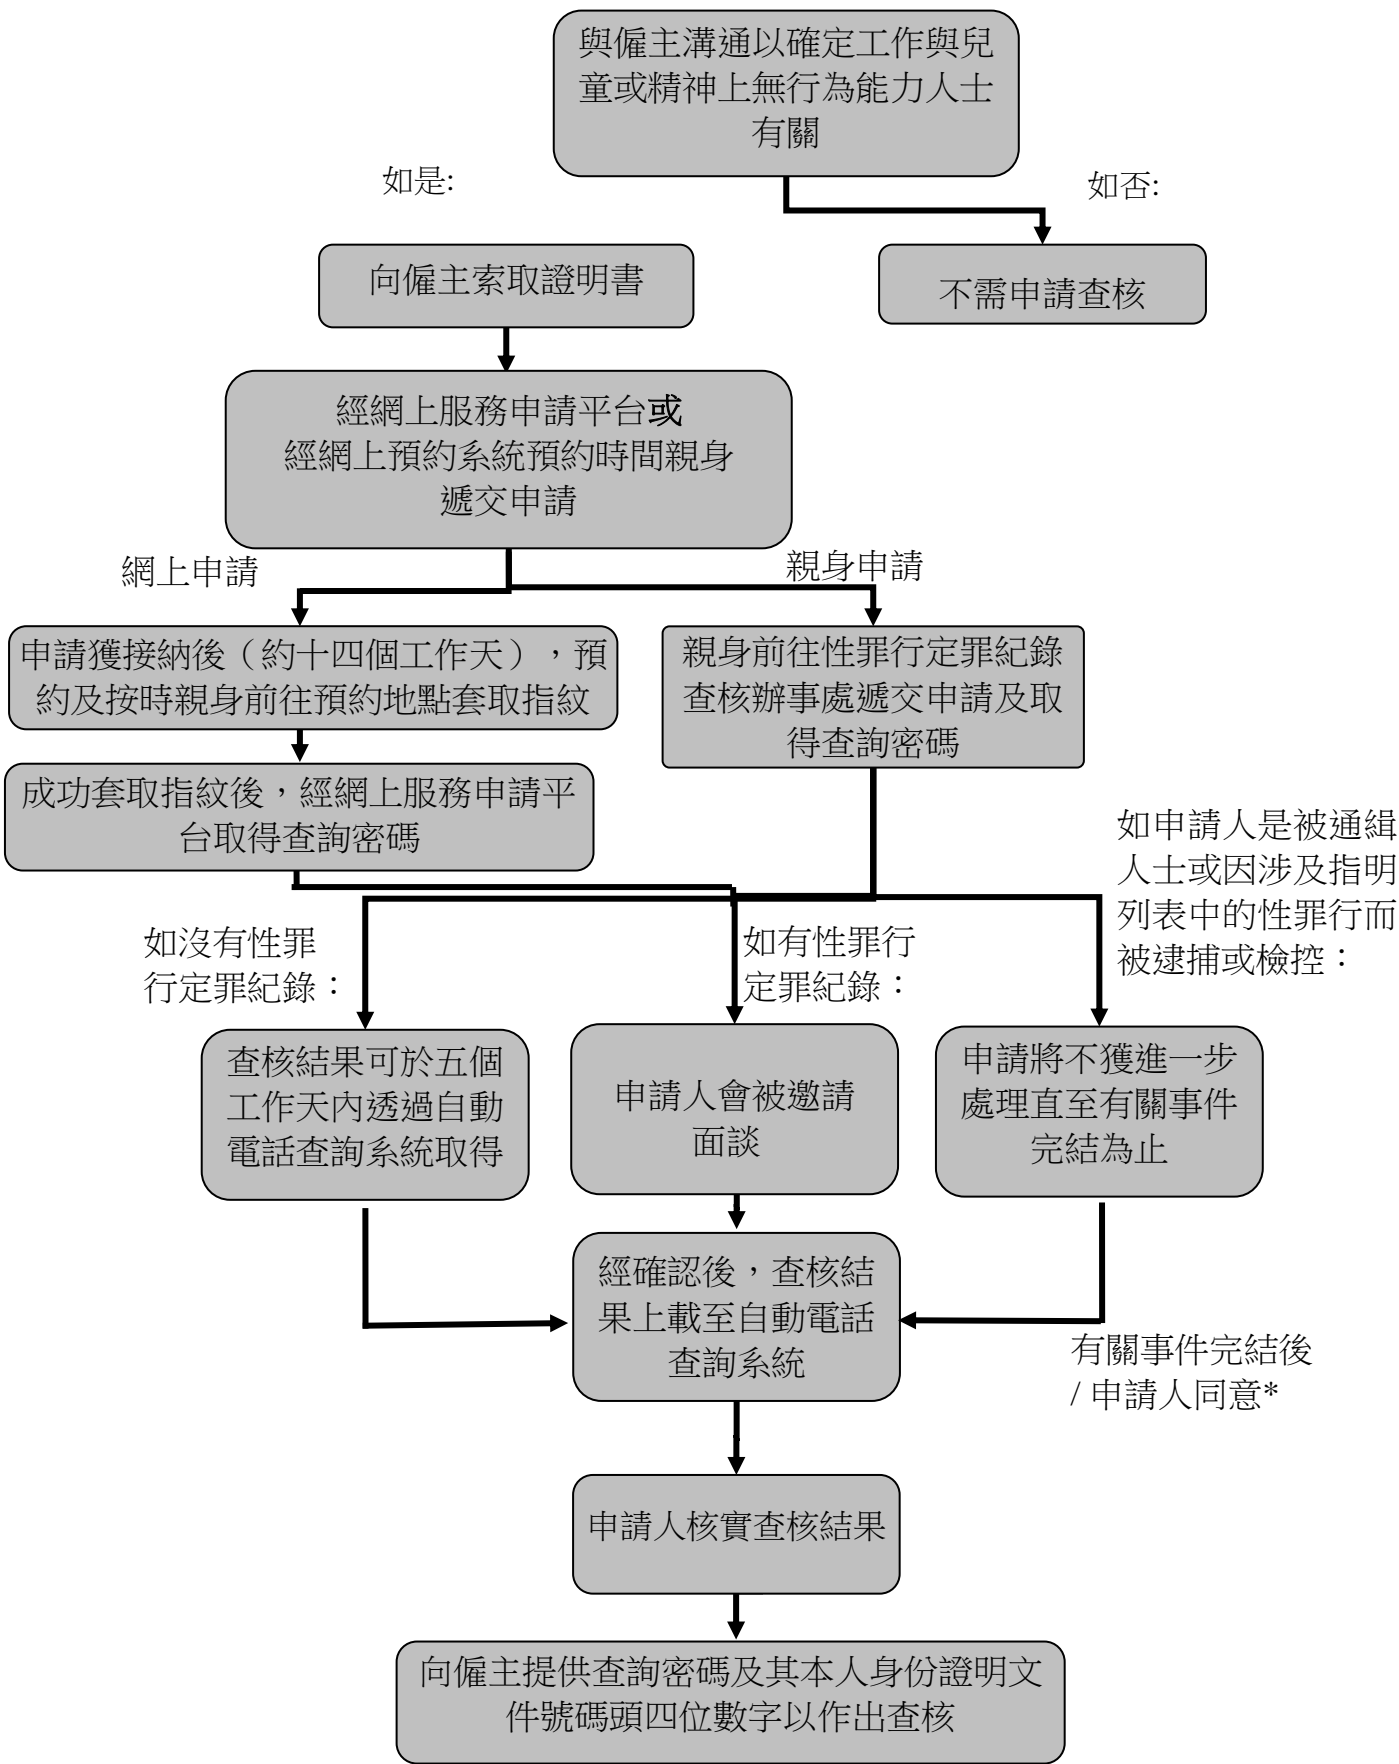 與僱主溝通以確定工作與兒
童或精神上無行為能力人士
有關
如是:
如否:
向僱主索取證明書
不需申請查核
經網上服務申請平台或
經網上預約系統預約時間親身
遞交申請
網上申請
親身申請
申請獲接納後（約十四個工作天），預
約及按時親身前往預約地點套取指紋
親身前往性罪行定罪紀錄
查核辦事處遞交申請及取
得查詢密碼
成功套取指紋後，經網上服務申請平
台取得查詢密碼
如申請人是被通緝
人士或因涉及指明
列表中的性罪行而
被逮捕或檢控：
如沒有性罪
行定罪紀錄：
如有性罪行
定罪紀錄：
查核結果可於五個
工作天內透過自動
電話查詢系統取得
申請人會被邀請
面談
申請將不獲進一步
處理直至有關事件
完結為止
經確認後，查核結
果上載至自動電話
查詢系統
有關事件完結後
/ 申請人同意*
申請人核實查核結果
向僱主提供查詢密碼及其本人身份證明文
件號碼頭四位數字以作出查核